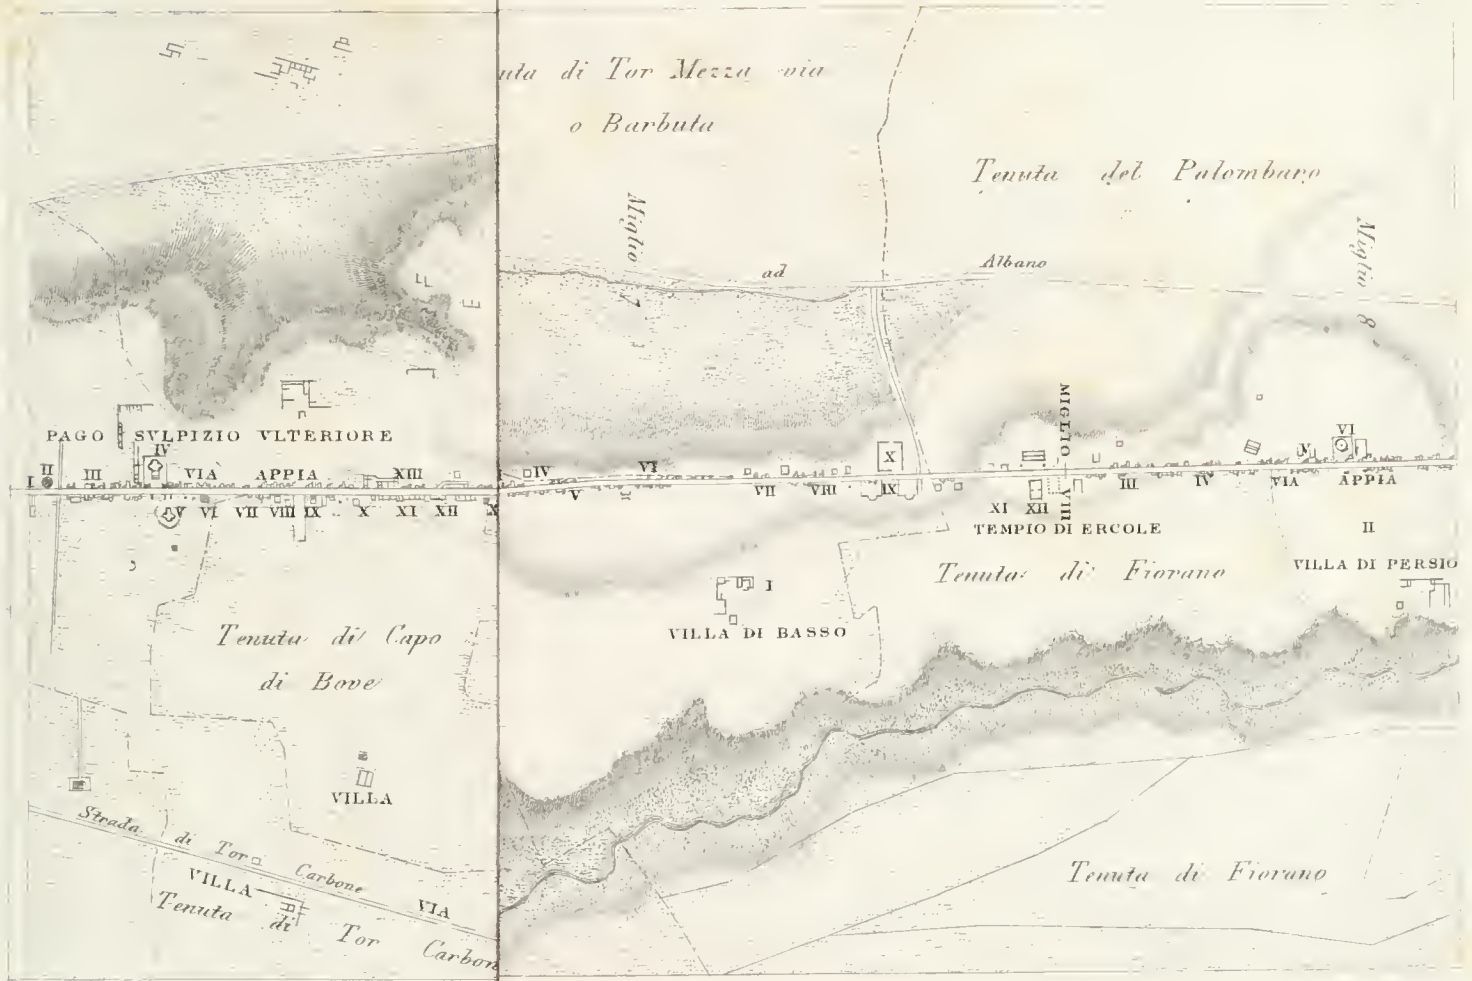 uta di Tor Mezza via
o Barbuta
Tenuta del Palombaro
Miglio 7
Miglio 8
ad Albano
PAGO SVLPIZIO VLTERIORE
MIGLIO VIII
I II III IV VIA APPIA XIII
V VI VII VIII IX X XI XII X
I IV VI
V VII VIII X IX
XI XII
TEMPIO DI ERCOLE
III IV V VI
VIA APPIA
II
VILLA DI PERSIO
I
VILLA DI BASSO
Tenuta di Fiorano
Tenuta di Capo
di Bove
VILLA
Strada di Tor Carbone
VILLA
VIA
Tenuta di Tor Carbon
Tenuta di Fiorano